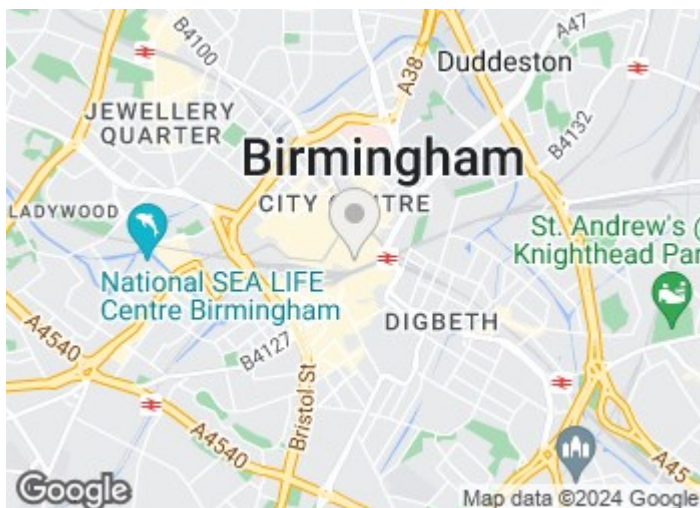 B4100
A47
A38
Duddeston
JEWELLERY
QUARTER
B4132
Birmingham
LADYWOOD
CITY CENTRE
St. Andrew's @
Knighthead Par
National SEA LIFE
Centre Birmingham
DIGBETH
A4540
B4127
Bristol St
A4540
A45
Google
Map data ©2024 Google